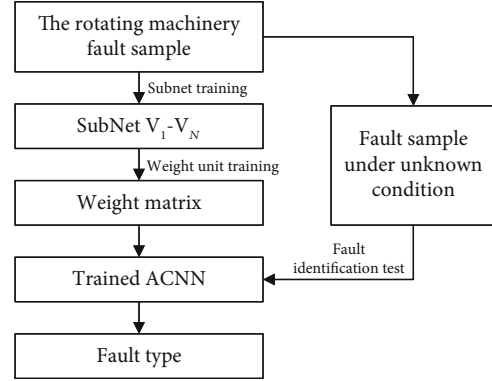 The rotating machinery
fault sample
Subnet training
SubNet V₁-V_N
Weight unit training
Weight matrix
Trained ACNN
Fault type
Fault sample
under unknown
condition
Fault
identification test